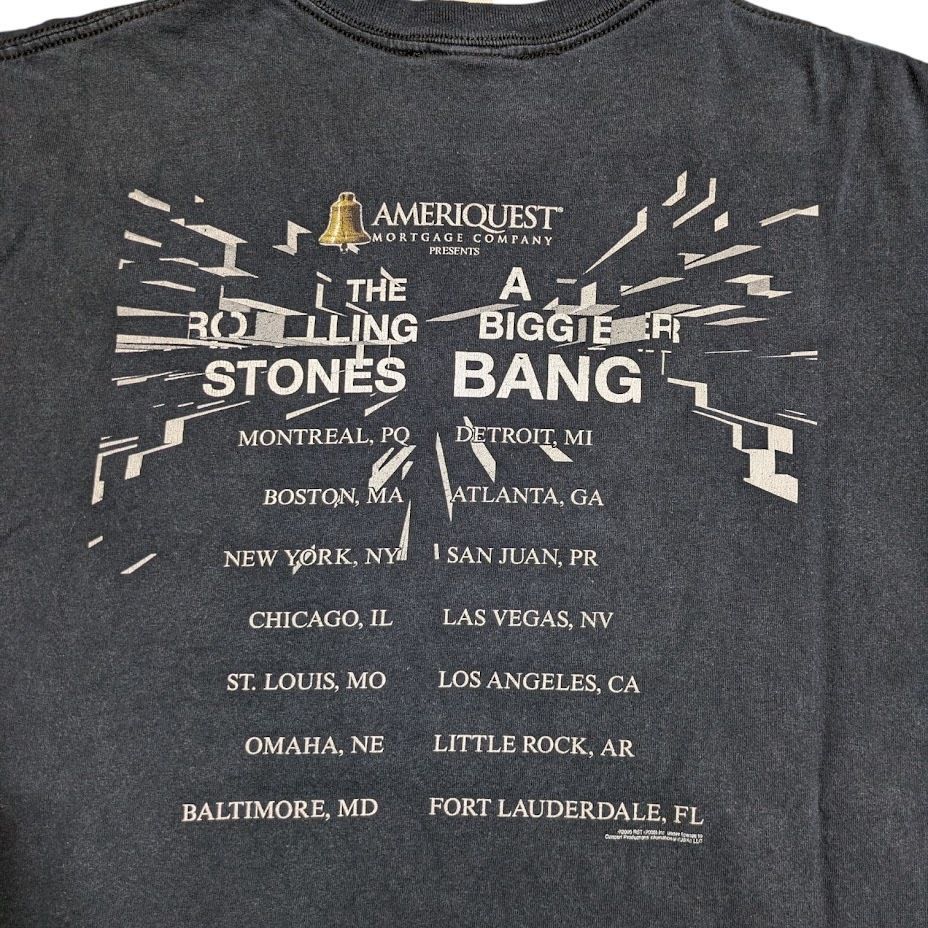 AMERIQUEST®
MORTGAGE COMPANY
PRESENTS
THE ROLLING STONES
A BIGGER BANG
MONTREAL, PQ
DETROIT, MI
BOSTON, MA
ATLANTA, GA
NEW YORK, NY
SAN JUAN, PR
CHICAGO, IL
LAS VEGAS, NV
ST. LOUIS, MO
LOS ANGELES, CA
OMAHA, NE
LITTLE ROCK, AR
BALTIMORE, MD
FORT LAUDERDALE, FL